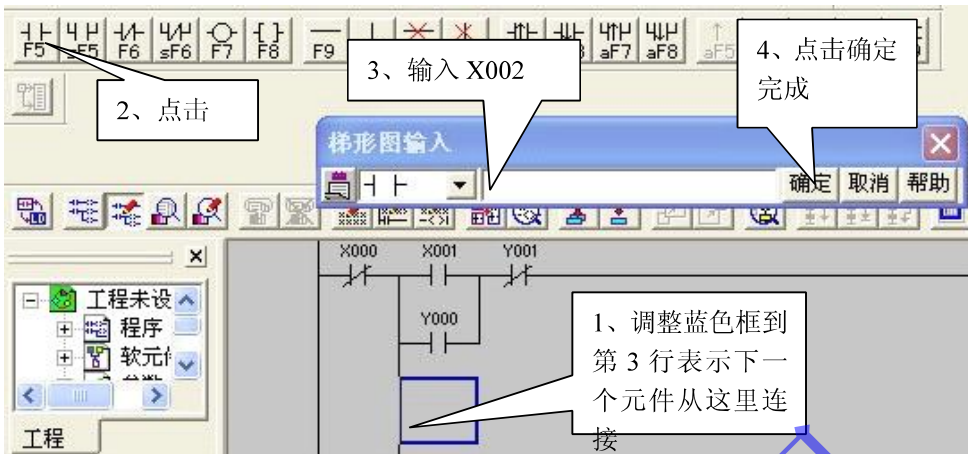 F5 sF5 F6 sF6 F7 F8 F9 aF7 aF8 aF5
2、点击
3、输入 X002
4、点击确定
完成
梯形图输入
确定 取消 帮助
X000 X001 Y001
Y000
工程未设
程序
软元件
工程
1、调整蓝色框到
第 3 行表示下一
个元件从这里连
接